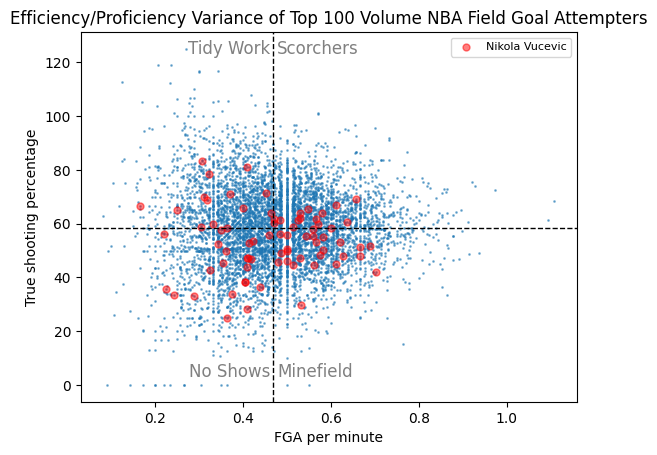 Efficiency/Proficiency Variance of Top 100 Volume NBA Field Goal Attempters
Tidy Work Scorchers
Nikola Vucevic
120
100
80
60
40
20
0
True shooting percentage
No Shows Minefield
0.2 0.4 0.6 0.8 1.0
FGA per minute